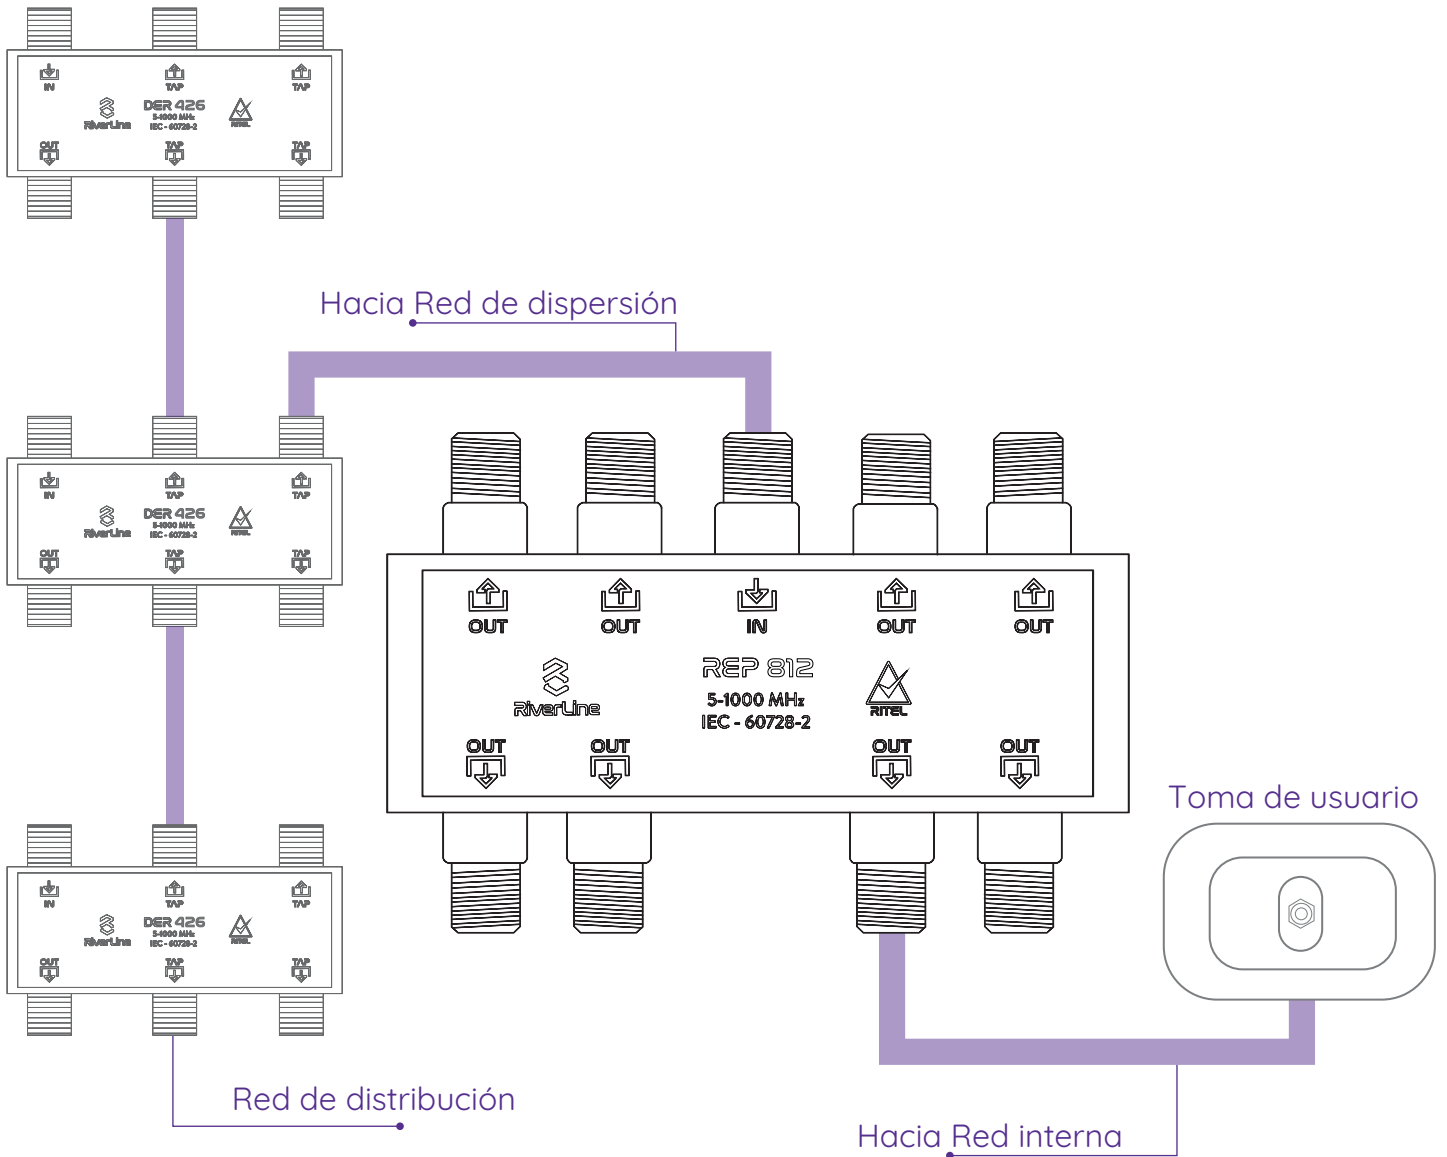 IN
TAP
TAP
RiverLine
DER 426
5-1000 MHz
IEC - 60728-2
RITEL
OUT
TAP
TAP
Hacia Red de dispersión
IN
TAP
TAP
RiverLine
DER 426
5-1000 MHz
IEC - 60728-2
RITEL
OUT
TAP
TAP
OUT
OUT
IN
OUT
OUT
RiverLine
REP 812
5-1000 MHz
IEC - 60728-2
RITEL
OUT
OUT
OUT
OUT
Toma de usuario
IN
TAP
TAP
RiverLine
DER 426
5-1000 MHz
IEC - 60728-2
RITEL
OUT
TAP
TAP
Red de distribución
Hacia Red interna